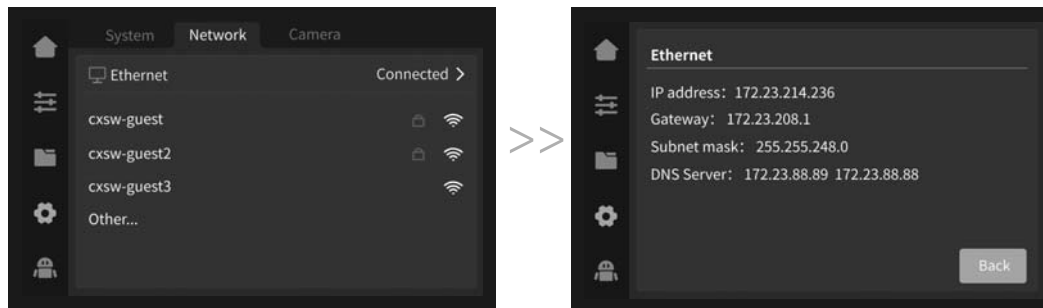 System Network Camera
Ethernet Connected >
cxsw-guest
cxsw-guest2
cxsw-guest3
Other...
>>
Ethernet
IP address: 172.23.214.236
Gateway: 172.23.208.1
Subnet mask: 255.255.248.0
DNS Server: 172.23.88.89 172.23.88.88
Back